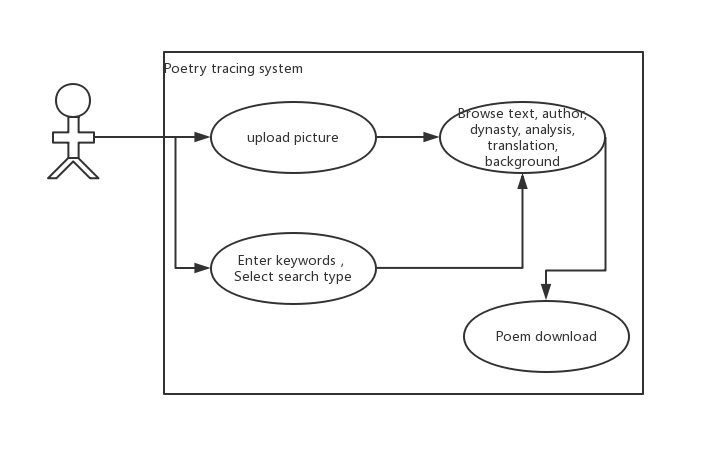 Poetry tracing system
upload picture
Browse text, author,
dynasty, analysis,
translation,
background
Enter keywords ,
Select search type
Poem download